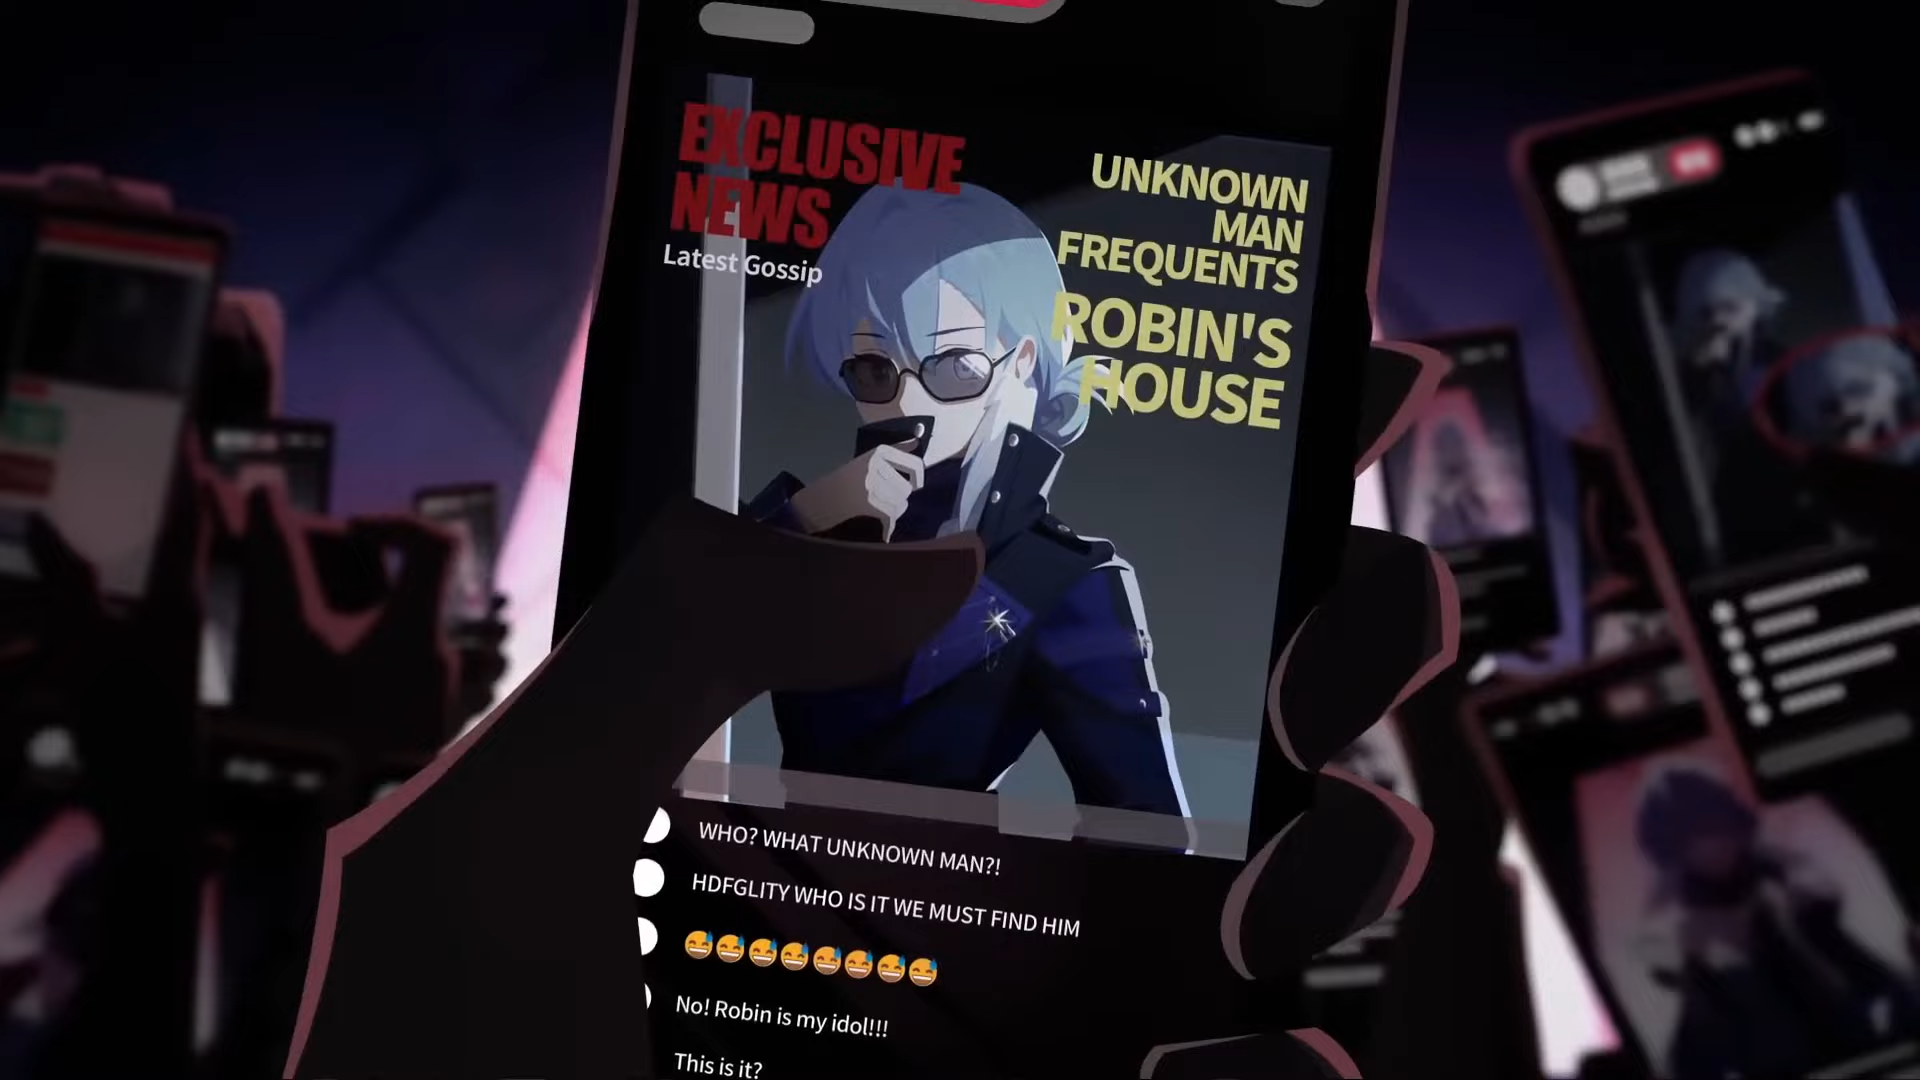 EXCLUSIVE
NEWS
Latest Gossip
UNKNOWN
MAN
FREQUENTS
ROBIN'S
HOUSE
WHO? WHAT UNKNOWN MAN?!
HDFGLITY WHO IS IT WE MUST FIND HIM
😅😅😅😅😅😅😅😅
No! Robin is my idol!!!
This is it?